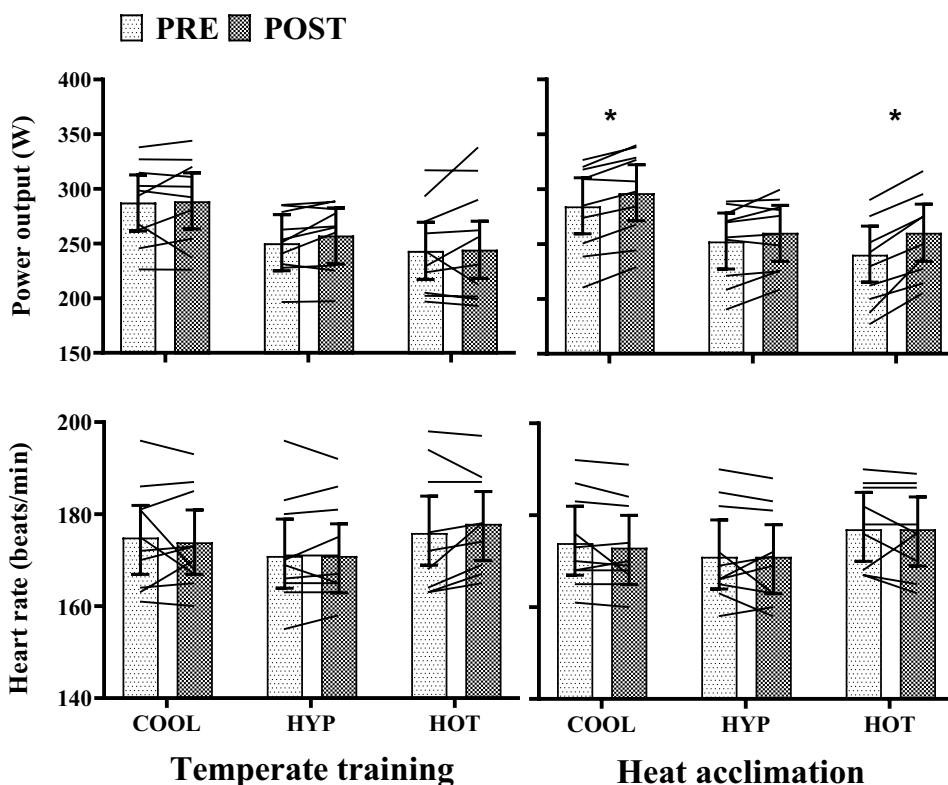 PRE POST
Power output (W)
400
350
300
250
200
150
* *
Heart rate (beats/min)
200
180
160
140
COOL HYP HOT COOL HYP HOT
Temperate training Heat acclimation